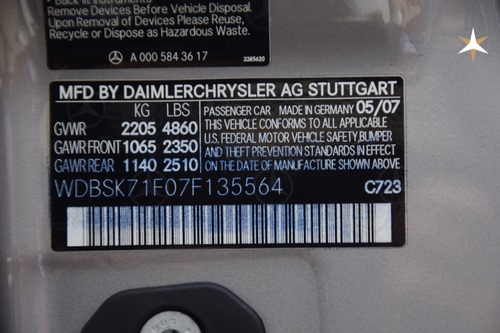 Remove Devices Before Vehicle Disposal.
Upon Removal of Devices Please Reuse,
Recycle or Dispose as Hazardous Waste.
A 000 584 36 17
3385620
MFD BY DAIMLERCHRYSLER AG STUTTGART
KG LBS PASSENGER CAR MADE IN GERMANY 05/07
GVWR 2205 4860 THIS VEHICLE CONFORMS TO ALL APPLICABLE
GAWR FRONT 1065 2350 U.S. FEDERAL MOTOR VEHICLE SAFETY,BUMPER
GAWR REAR 1140 2510 AND THEFT PREVENTION STANDARDS IN EFFECT
ON THE DATE OF MANUFACTURE SHOWN ABOVE.
WDBSK71F07F135564 C723